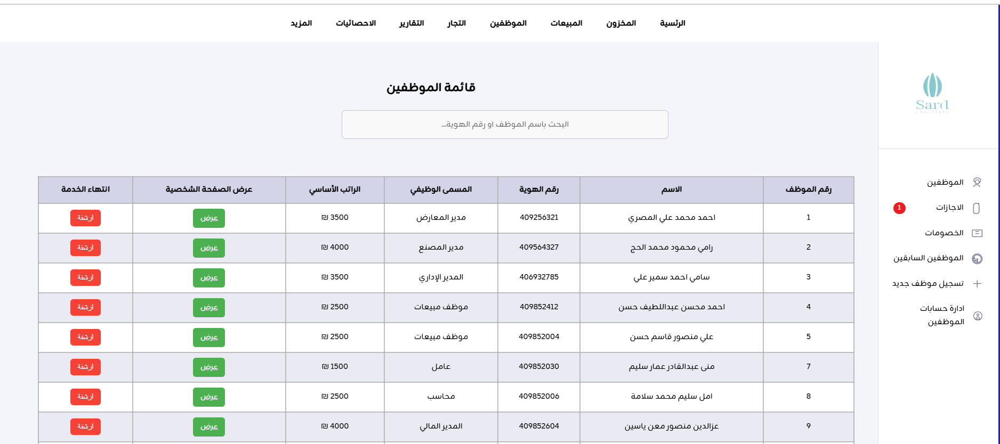 الرئسية المخزون المبيعات الموظفين التجار التقارير الاحصائيات المزيد
Sard
chocolate
الموظفين
الاجازات 1
الخصومات
الموظفين السابقين
تسجيل موظف جديد
ادارة حسابات
الموظفين
قائمة الموظفين
البحث باسم الموظف او رقم الهوية...
رقم الموظف الاسم رقم الهوية المسمى الوظيفي الراتب الأساسي عرض الصفحة الشخصية انتهاء الخدمة
1 احمد محمد علي المصري 409256321 مدير المعارض 3500 ₪ عرض ارشفة
2 رامي محمود محمد الحج 409564327 مدير المصنع 4000 ₪ عرض ارشفة
3 سامي احمد سمير علي 406932785 المدير الإداري 3500 ₪ عرض ارشفة
4 احمد محسن عبداللطيف حسن 409852412 موظف مبيعات 2500 ₪ عرض ارشفة
5 علي منصور قاسم حسن 409852004 موظف مبيعات 2500 ₪ عرض ارشفة
7 منى عبدالقادر عمار سليم 409852030 عامل 1500 ₪ عرض ارشفة
8 امل سليم محمد سلامة 409852006 محاسب 2500 ₪ عرض ارشفة
9 عزالدين منصور معن ياسين 409852604 المدير المالي 4000 ₪ عرض ارشفة